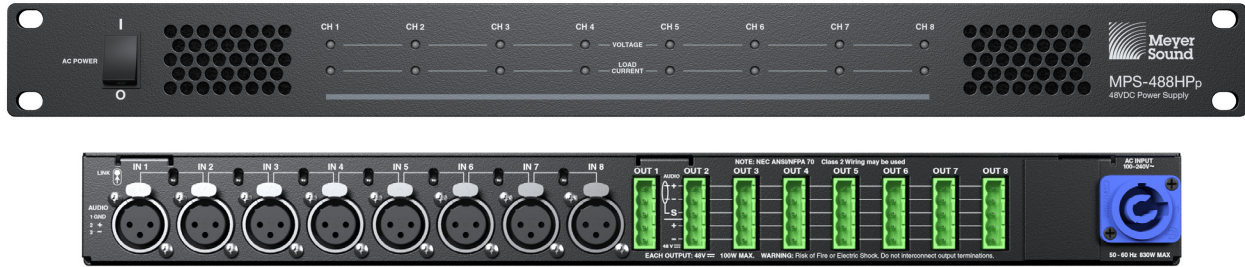 I
AC POWER
O
CH 1 CH 2 CH 3 CH 4 CH 5 CH 6 CH 7 CH 8
VOLTAGE
LOAD
CURRENT
Meyer
Sound
MPS-488HPp
48VDC Power Supply
LINK
IN 1 IN 2 IN 3 IN 4 IN 5 IN 6 IN 7 IN 8
AUDIO
1 GND
2 +
3 −
NOTE: NEC ANSI/NFPA 70 Class 2 Wiring may be used
OUT 1 OUT 2 OUT 3 OUT 4 OUT 5 OUT 6 OUT 7 OUT 8
AUDIO
+
−
S
+
−
48 V
EACH OUTPUT: 48V 100W MAX. WARNING: Risk of Fire or Electric Shock. Do not interconnect output terminations.
AC INPUT
100-240V~
50 - 60 Hz 830W MAX